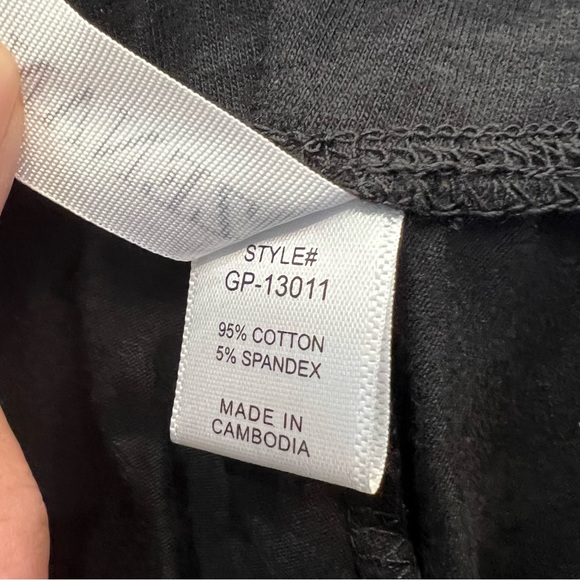 STYLE#
GP-13011
95% COTTON
5% SPANDEX
MADE IN
CAMBODIA